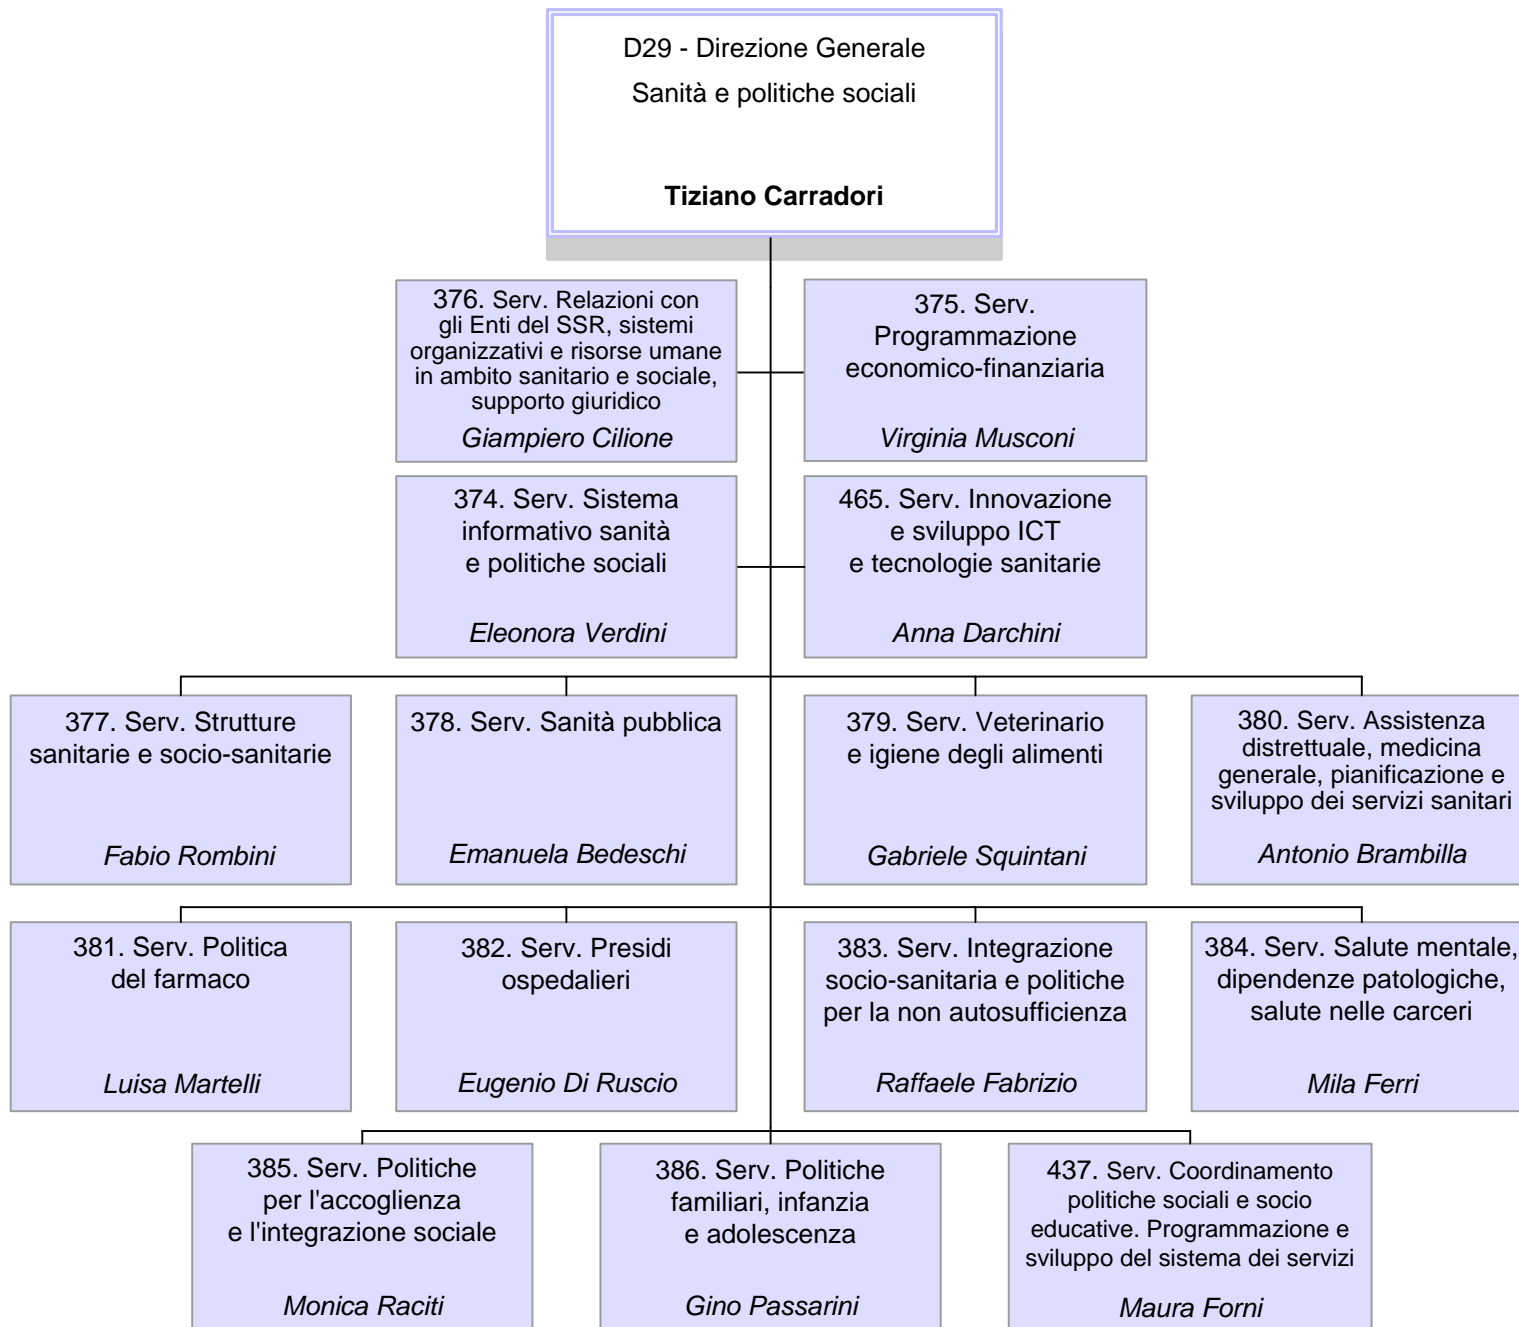 D29 - Direzione Generale
Sanità e politiche sociali
Tiziano Carradori
376. Serv. Relazioni con
gli Enti del SSR, sistemi
organizzativi e risorse umane
in ambito sanitario e sociale,
supporto giuridico
Giampiero Cilione
375. Serv.
Programmazione
economico-finanziaria
Virginia Musconi
374. Serv. Sistema
informativo sanità
e politiche sociali
Eleonora Verdini
465. Serv. Innovazione
e sviluppo ICT
e tecnologie sanitarie
Anna Darchini
377. Serv. Strutture
sanitarie e socio-sanitarie
Fabio Rombini
378. Serv. Sanità pubblica
Emanuela Bedeschi
379. Serv. Veterinario
e igiene degli alimenti
Gabriele Squintani
380. Serv. Assistenza
distrettuale, medicina
generale, pianificazione e
sviluppo dei servizi sanitari
Antonio Brambilla
381. Serv. Politica
del farmaco
Luisa Martelli
382. Serv. Presidi
ospedalieri
Eugenio Di Ruscio
383. Serv. Integrazione
socio-sanitaria e politiche
per la non autosufficienza
Raffaele Fabrizio
384. Serv. Salute mentale,
dipendenze patologiche,
salute nelle carceri
Mila Ferri
385. Serv. Politiche
per l'accoglienza
e l'integrazione sociale
Monica Raciti
386. Serv. Politiche
familiari, infanzia
e adolescenza
Gino Passarini
437. Serv. Coordinamento
politiche sociali e socio
educative. Programmazione e
sviluppo del sistema dei servizi
Maura Forni